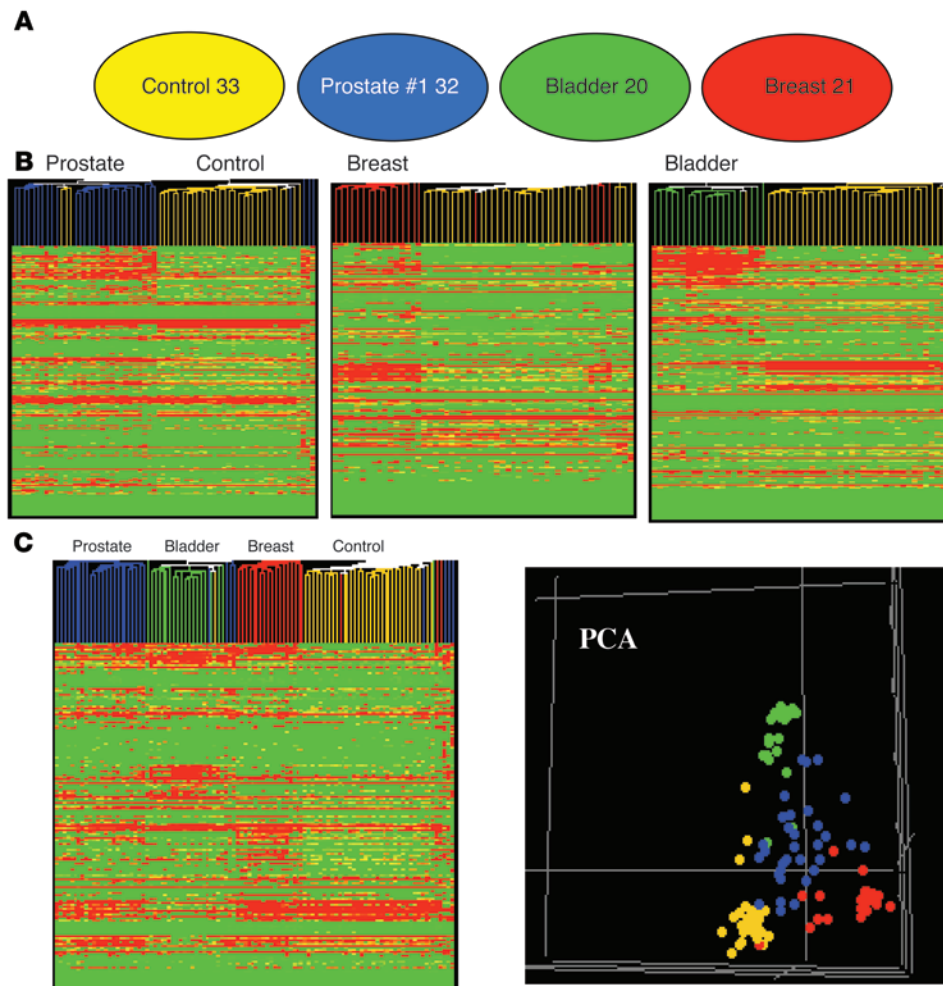 A
Control 33
Prostate #1 32
Bladder 20
Breast 21
B
Prostate Control
Breast
Bladder
C
Prostate Bladder Breast Control
PCA